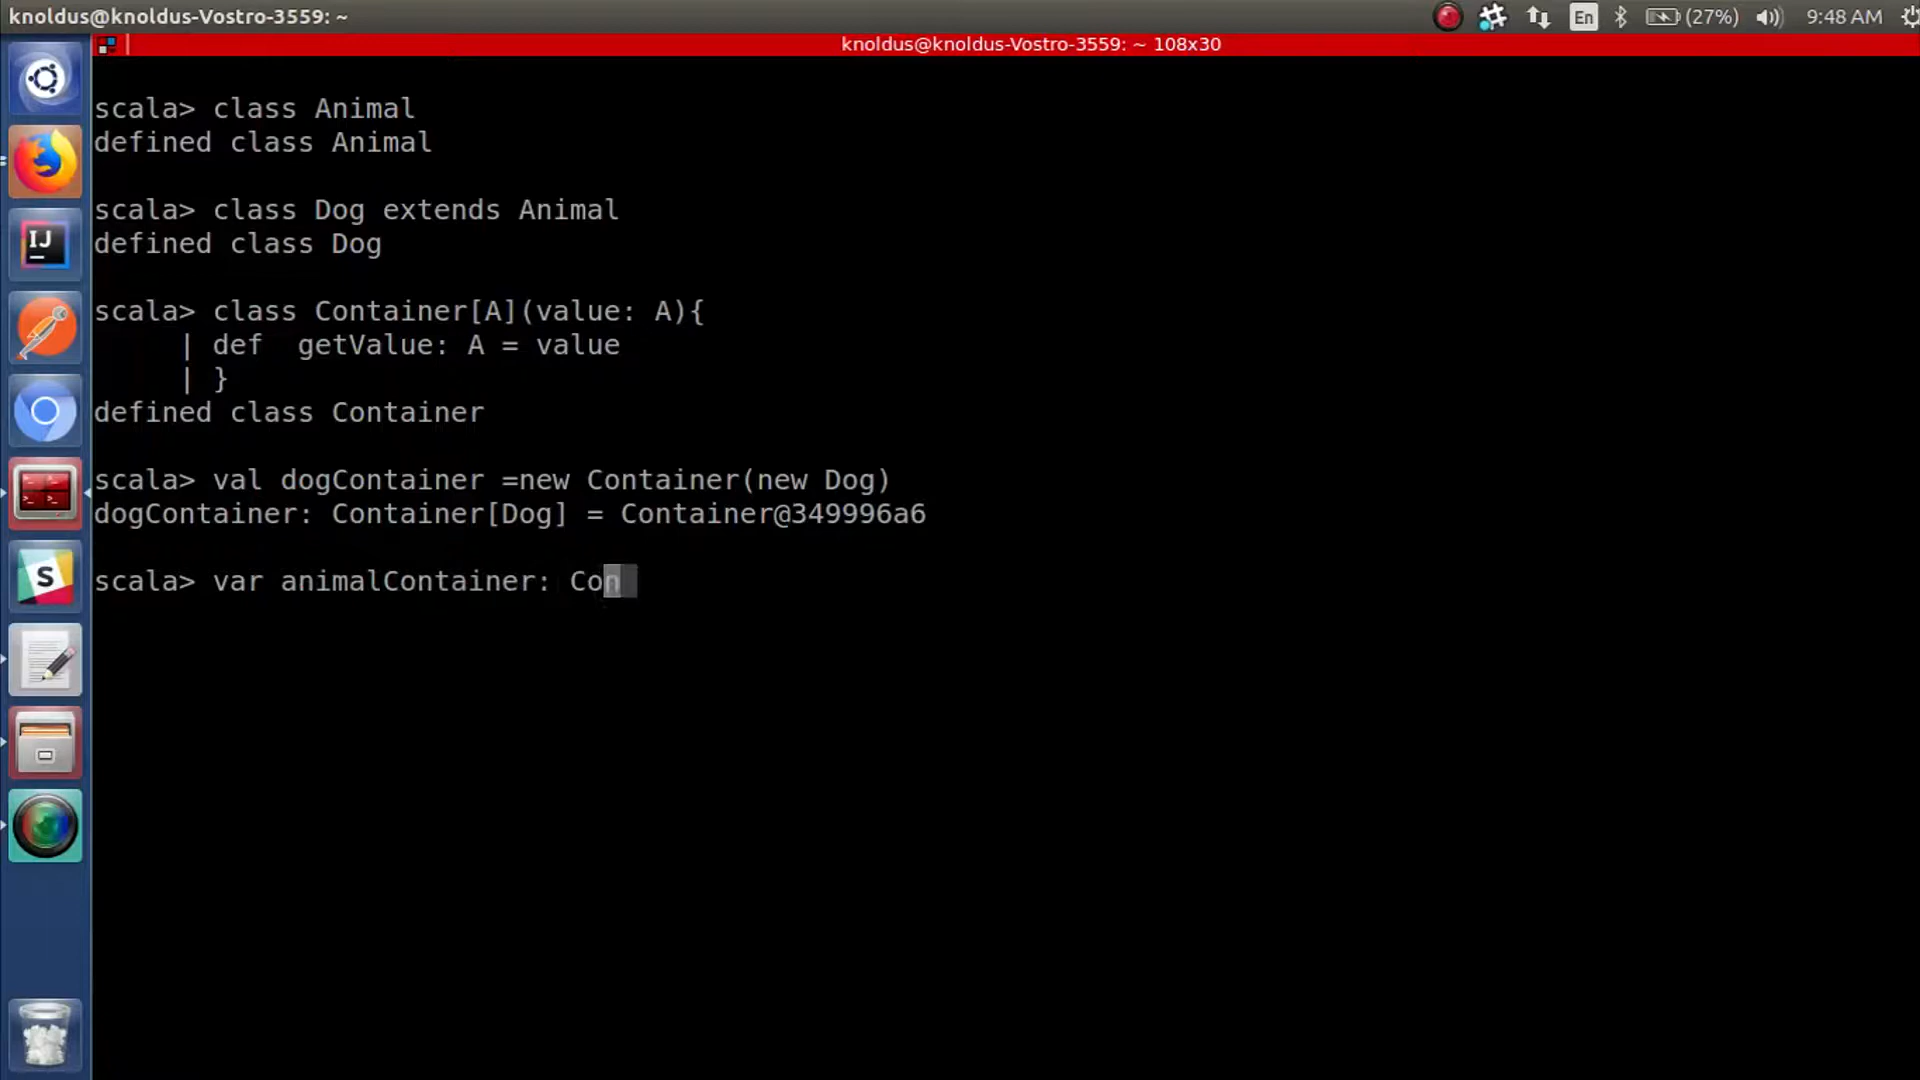 knoldus@knoldus-Vostro-3559: ~
En
(27%)
9:48 AM
knoldus@knoldus-Vostro-3559: ~ 108x30
scala> class Animal
defined class Animal
scala> class Dog extends Animal
defined class Dog
scala> class Container[A](value: A){
| def  getValue: A = value
| }
defined class Container
scala> val dogContainer =new Container(new Dog)
dogContainer: Container[Dog] = Container@349996a6
scala> var animalContainer: Con
IJ
S